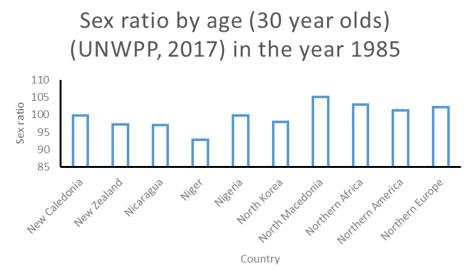 Sex ratio by age (30 year olds)
(UNWPP, 2017) in the year 1985
Sex ratio
110
105
100
95
90
85
New Caledonia
New Zealand
Nicaragua
Niger
Nigeria
North Korea
North Macedonia
Northern Africa
Northern America
Northern Europe
Country